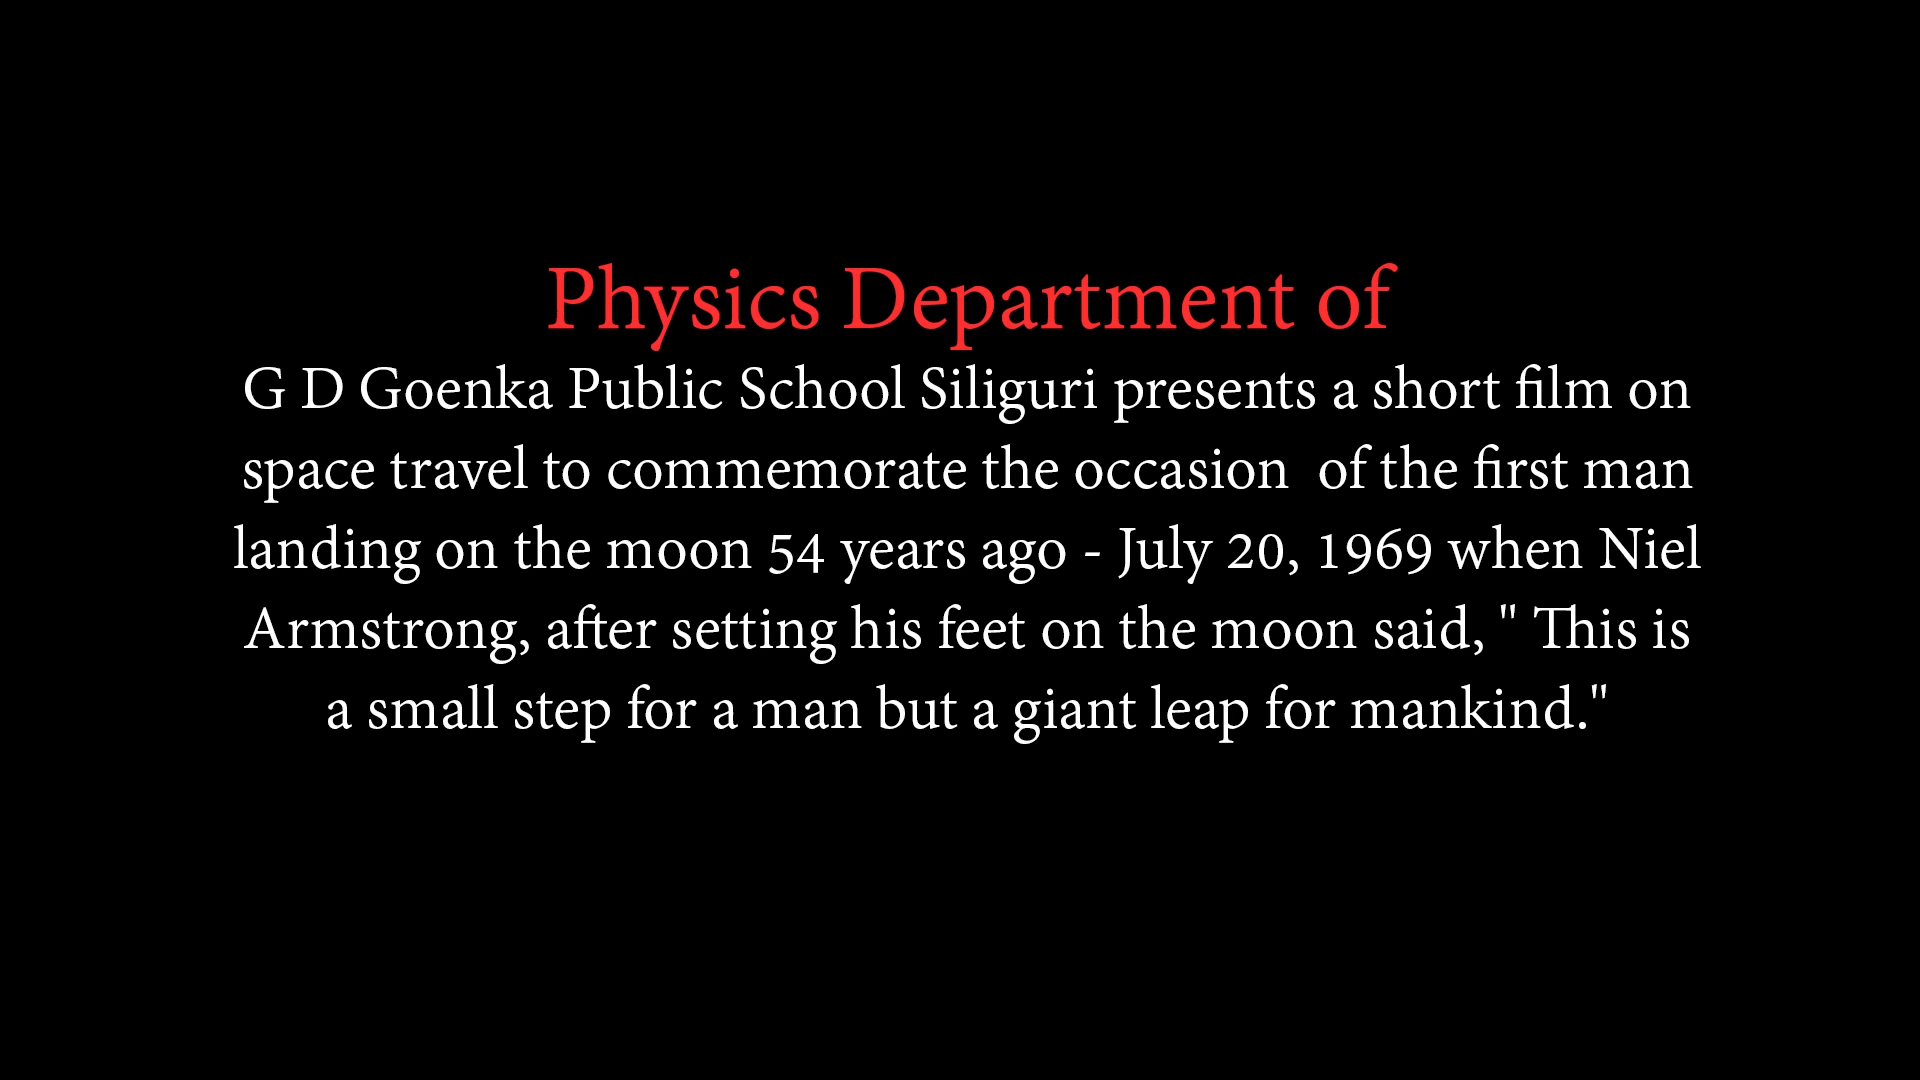 Physics Department of
G D Goenka Public School Siliguri presents a short film on
space travel to commemorate the occasion  of the first man
landing on the moon 54 years ago - July 20, 1969 when Niel
Armstrong, after setting his feet on the moon said, " This is
a small step for a man but a giant leap for mankind."